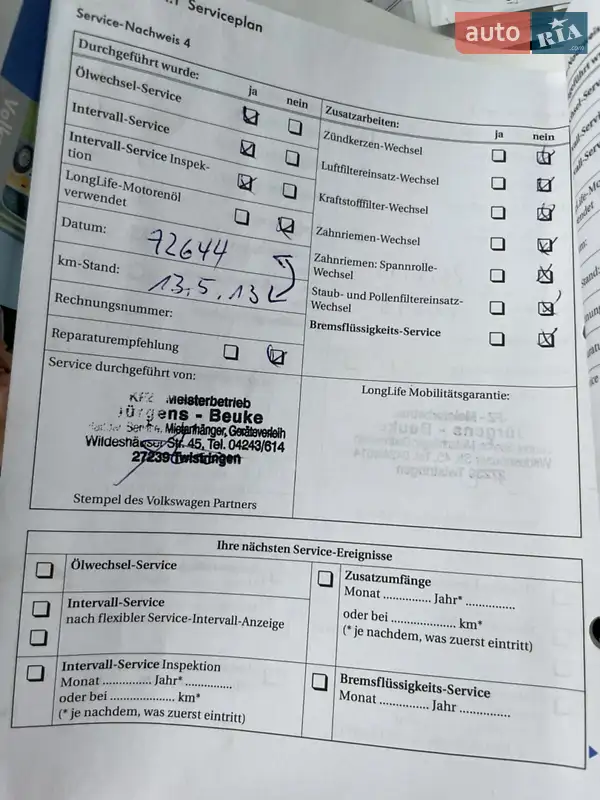 auto RIA.com
Serviceplan
Service-Nachweis 4
Durchgeführt wurde:
ja nein
Ölwechsel-Service
Intervall-Service
Intervall-Service Inspek-
tion
LongLife-Motorenöl
verwendet
Datum: 72644
km-Stand: 13.5.13
Rechnungsnummer:
Reparaturempfehlung
Zusatzarbeiten:
ja nein
Zündkerzen-Wechsel
Luftfiltereinsatz-Wechsel
Kraftstofffilter-Wechsel
Zahnriemen-Wechsel
Zahnriemen: Spannrolle-
Wechsel
Staub- und Pollenfiltereinsatz-
Wechsel
Bremsflüssigkeits-Service
Service durchgeführt von:
KFZ Meisterbetrieb
Jürgens - Beuke
Mietanhänger, Geräteverleih
Wildeshauser Str. 45, Tel. 04243/614
27239 Twistringen
Stempel des Volkswagen Partners
LongLife Mobilitätsgarantie:
Ihre nächsten Service-Ereignisse
Ölwechsel-Service
Intervall-Service
nach flexibler Service-Intervall-Anzeige
Intervall-Service Inspektion
Monat .............. Jahr* ..............
oder bei .................... km*
(* je nachdem, was zuerst eintritt)
Zusatzumfänge
Monat .............. Jahr* ..............
oder bei .................... km*
(* je nachdem, was zuerst eintritt)
Bremsflüssigkeits-Service
Monat .............. Jahr ..............